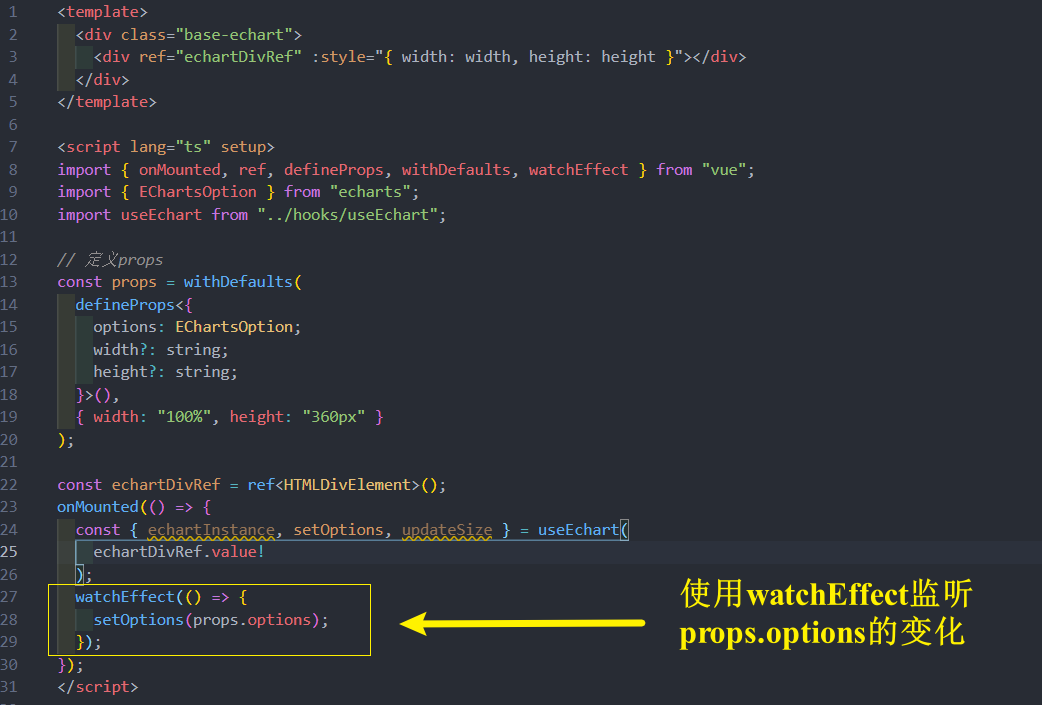 1 <template>
2 <div class="base-echart">
3 <div ref="echartDivRef" :style="{ width: width, height: height }"></div>
4 </div>
5 </template>
6
7 <script lang="ts" setup>
8 import { onMounted, ref, defineProps, withDefaults, watchEffect } from "vue";
9 import { EChartsOption } from "echarts";
10 import useEchart from "../hooks/useEchart";
11
12 // 定义props
13 const props = withDefaults(
14 defineProps<{
15 options: EChartsOption;
16 width?: string;
17 height?: string;
18 }>(),
19 { width: "100%", height: "360px" }
20 );
21
22 const echartDivRef = ref<HTMLDivElement>();
23 onMounted(() => {
24 const { echartInstance, setOptions, updateSize } = useEchart(
25 echartDivRef.value!
26 );
27 watchEffect(() => {
28 setOptions(props.options);
29 });
30 });
31 </script>
使用watchEffect监听
props.options的变化